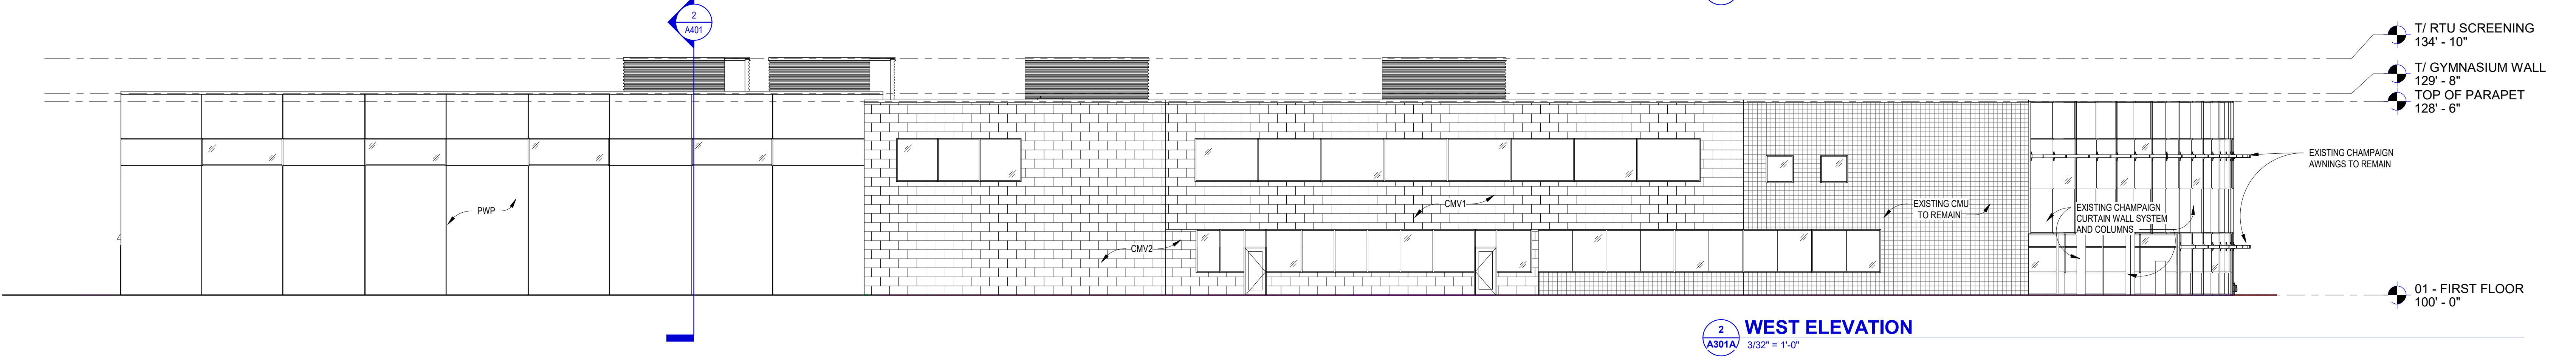 2
A401
T/ RTU SCREENING
134' - 10"
T/ GYMNASIUM WALL
129' - 8"
TOP OF PARAPET
128' - 6"
EXISTING CHAMPAIGN
AWNINGS TO REMAIN
PWP
CMV1
EXISTING CMU
TO REMAIN
EXISTING CHAMPAIGN
CURTAIN WALL SYSTEM
AND COLUMNS
CMV2
01 - FIRST FLOOR
100' - 0"
2
A301A
WEST ELEVATION
3/32" = 1'-0"